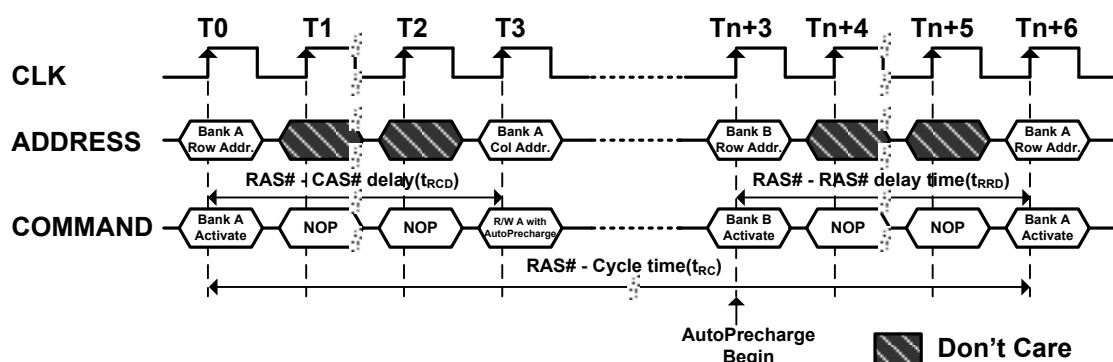 T0 T1 T2 T3 Tn+3 Tn+4 Tn+5 Tn+6
CLK
ADDRESS
Bank A
Row Addr.
Bank A
Col Addr.
Bank B
Row Addr.
Bank A
Row Addr.
RAS# - CAS# delay(tRCD)
RAS# - RAS# delay time(tRRD)
COMMAND
Bank A
Activate
NOP
NOP
R/W A with
AutoPrecharge
Bank B
Activate
NOP
NOP
Bank A
Activate
RAS# - Cycle time(tRC)
AutoPrecharge
Begin
Don't Care